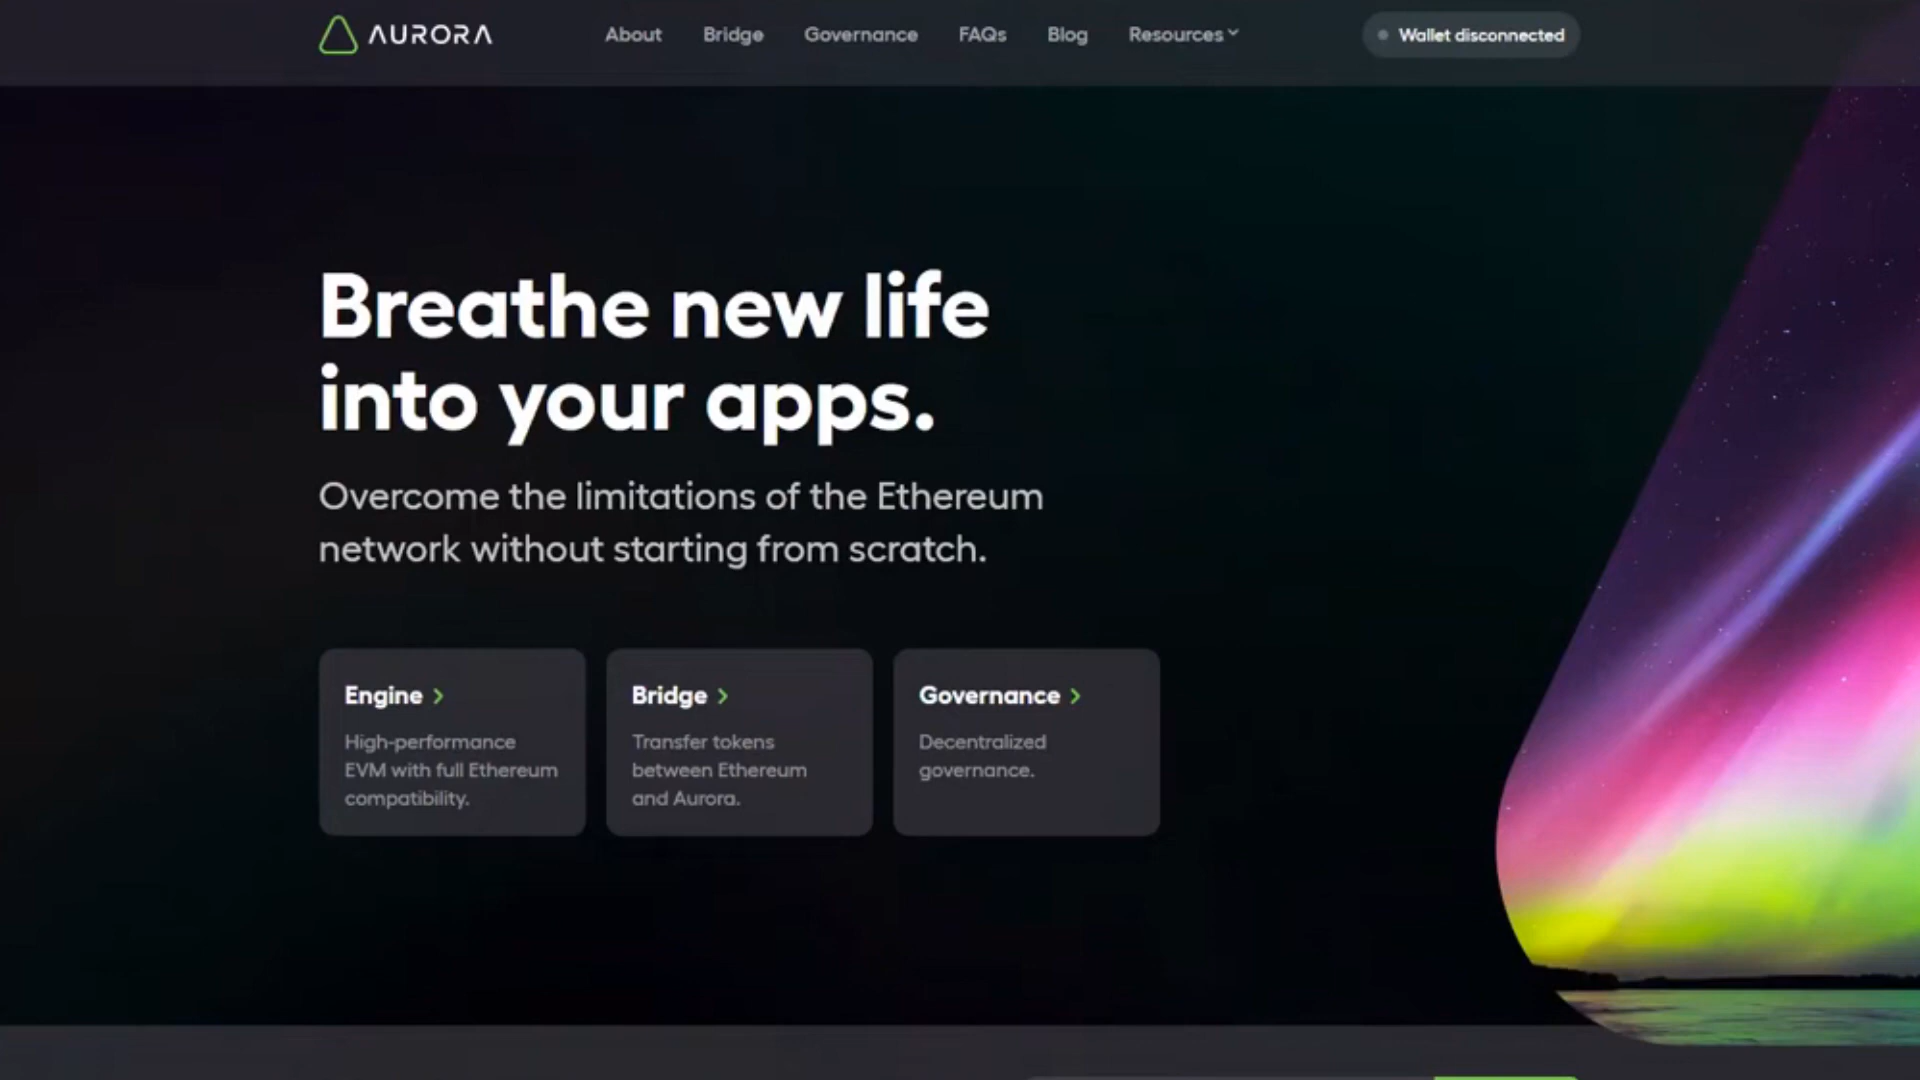 AURORA
About
Bridge
Governance
FAQs
Blog
Resources
Wallet disconnected
Breathe new life
into your apps.
Overcome the limitations of the Ethereum
network without starting from scratch.
Engine
High-performance
EVM with full Ethereum
compatibility.
Bridge
Transfer tokens
between Ethereum
and Aurora.
Governance
Decentralized
governance.